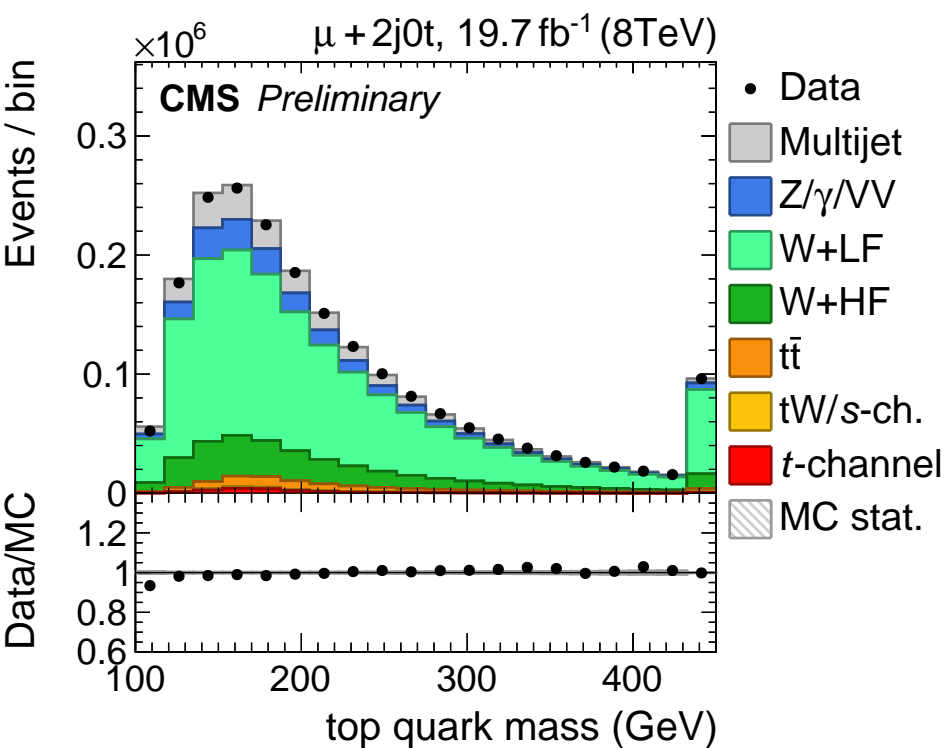 ×10⁶
μ + 2j0t, 19.7 fb⁻¹ (8TeV)
CMS Preliminary
Events / bin
0.3
0.2
0.1
0
Data
Multijet
Z/γ/VV
W+LF
W+HF
tt̄
tW/s-ch.
t-channel
MC stat.
Data/MC
1.2
1
0.8
0.6
100
200
300
400
top quark mass (GeV)